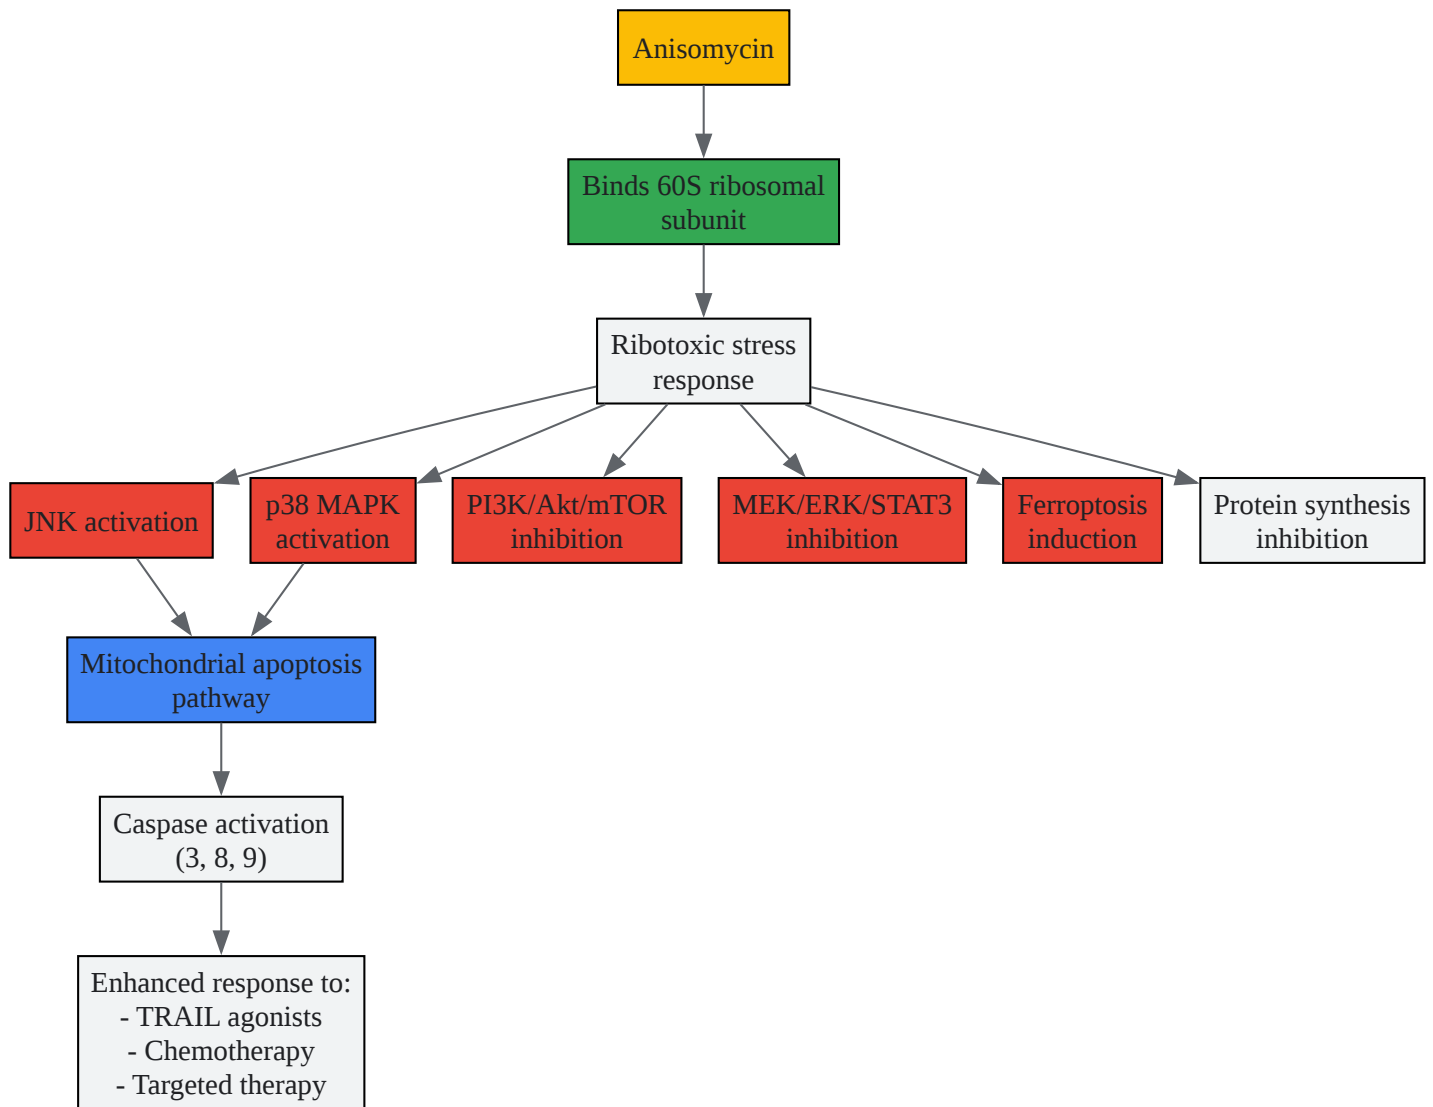 Anisomycin
Binds 60S ribosomal
subunit
Ribotoxic stress
response
JNK activation
p38 MAPK
activation
PI3K/Akt/mTOR
inhibition
MEK/ERK/STAT3
inhibition
Ferroptosis
induction
Protein synthesis
inhibition
Mitochondrial apoptosis
pathway
Caspase activation
(3, 8, 9)
Enhanced response to:
- TRAIL agonists
- Chemotherapy
- Targeted therapy